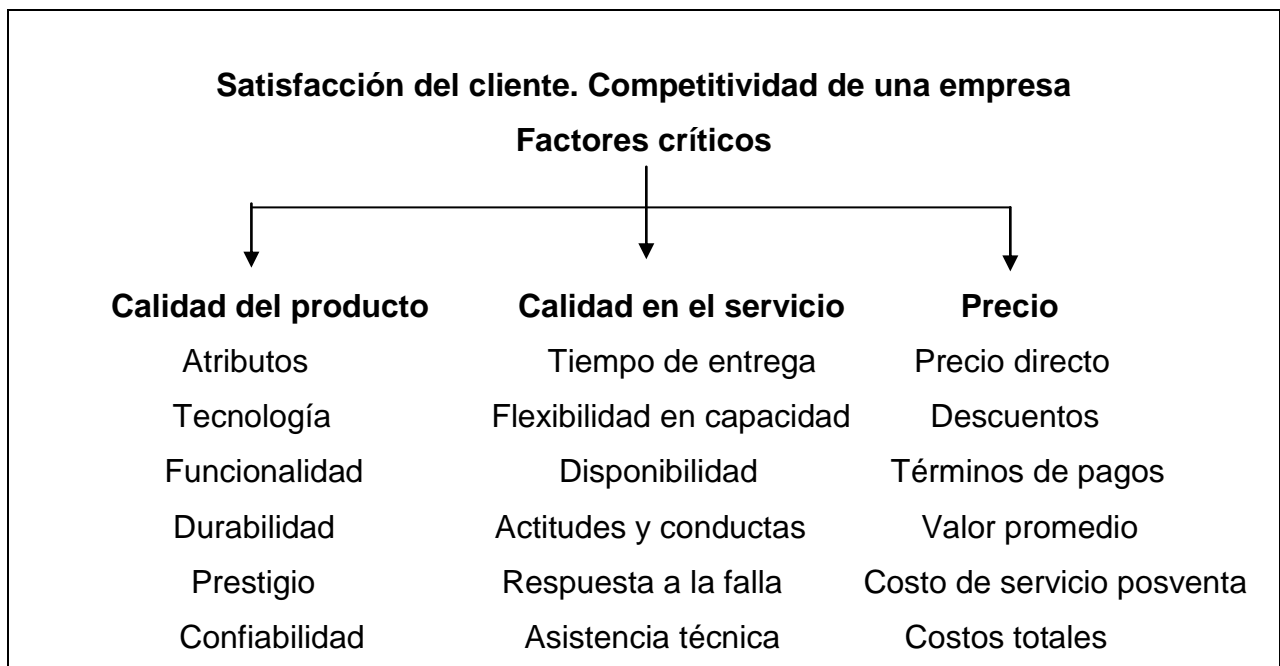 Satisfacción del cliente. Competitividad de una empresa
Factores críticos
Calidad del producto Calidad en el servicio Precio
Atributos Tiempo de entrega Precio directo
Tecnología Flexibilidad en capacidad Descuentos
Funcionalidad Disponibilidad Términos de pagos
Durabilidad Actitudes y conductas Valor promedio
Prestigio Respuesta a la falla Costo de servicio posventa
Confiabilidad Asistencia técnica Costos totales